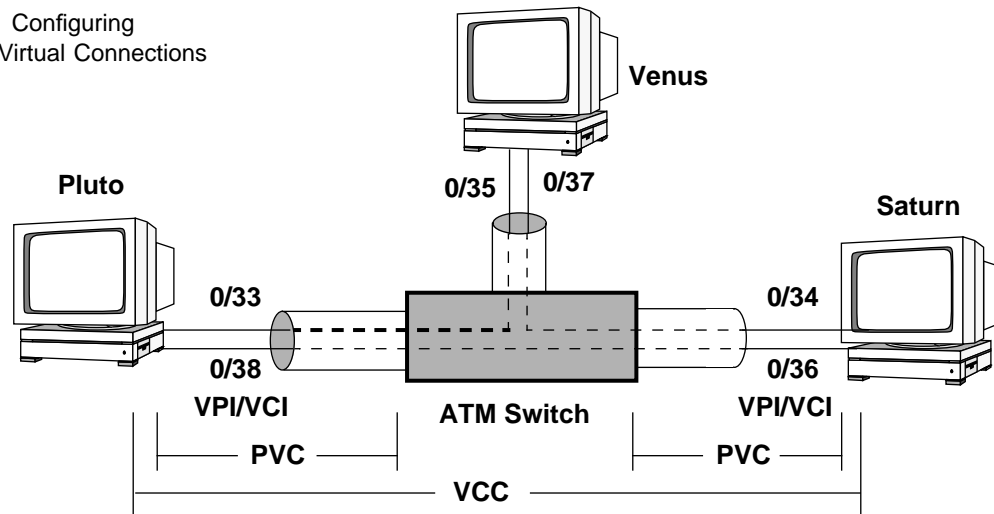 Configuring
Virtual Connections
Venus
Pluto
0/35 0/37
Saturn
0/33
0/34
0/38
0/36
VPI/VCI
ATM Switch
VPI/VCI
PVC
PVC
VCC